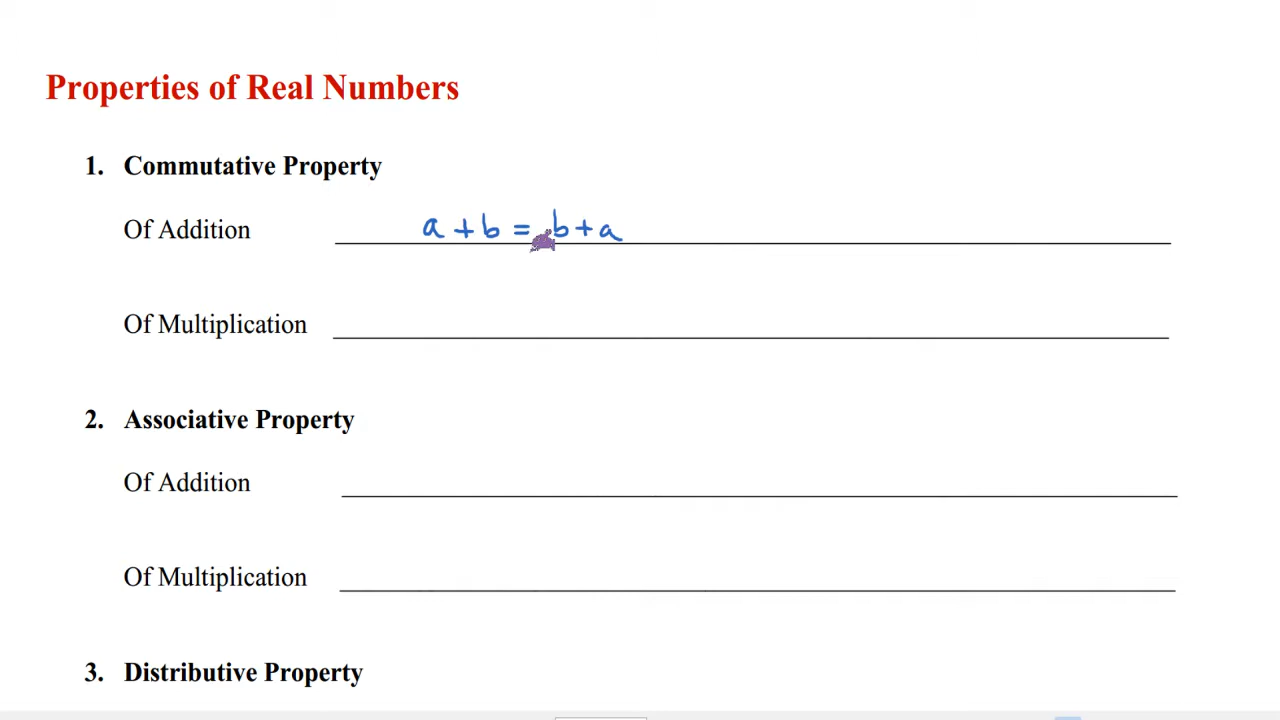 Properties of Real Numbers
1. Commutative Property
Of Addition a + b = b + a
Of Multiplication
2. Associative Property
Of Addition
Of Multiplication
3. Distributive Property